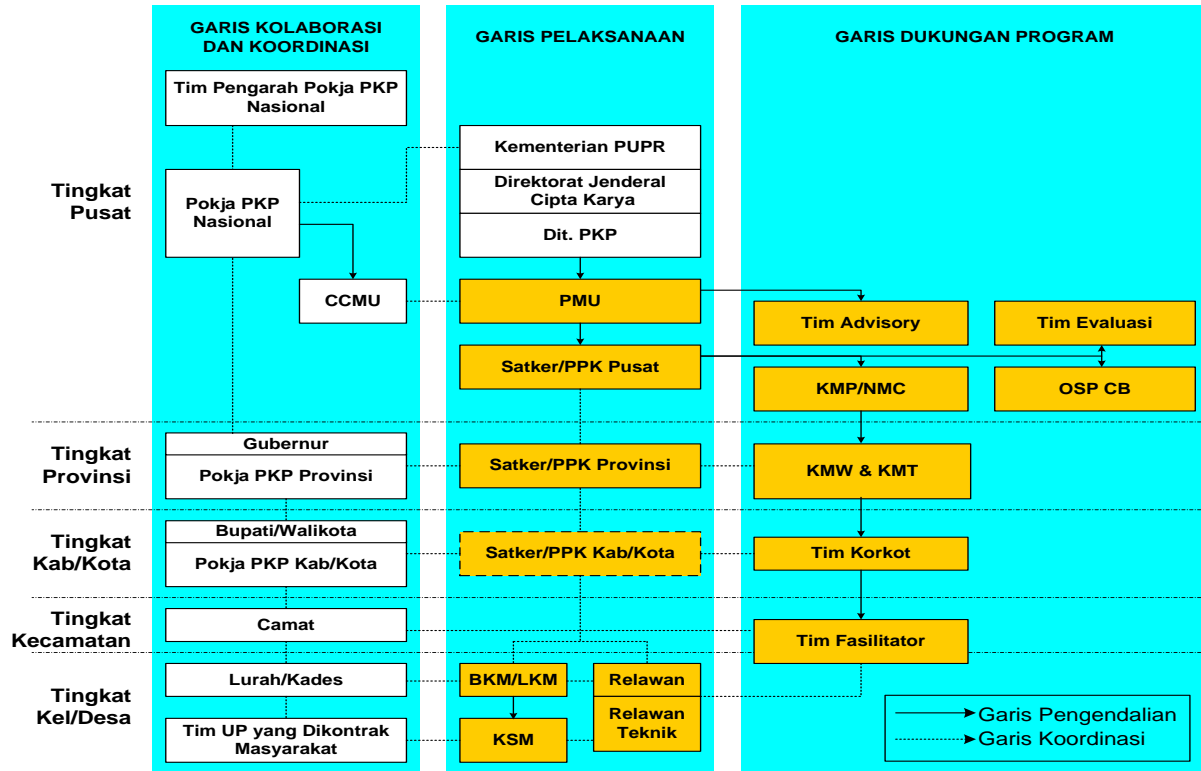 GARIS KOLABORASI
DAN KOORDINASI
GARIS PELAKSANAAN
GARIS DUKUNGAN PROGRAM
Tingkat
Pusat
Tim Pengarah Pokja PKP
Nasional
Pokja PKP
Nasional
CCMU
Kementerian PUPR
Direktorat Jenderal
Cipta Karya
Dit. PKP
PMU
Satker/PPK Pusat
Tim Advisory
Tim Evaluasi
KMP/NMC
OSP CB
Tingkat
Provinsi
Gubernur
Pokja PKP Provinsi
Satker/PPK Provinsi
KMW & KMT
Tingkat
Kab/Kota
Bupati/Walikota
Pokja PKP Kab/Kota
Satker/PPK Kab/Kota
Tim Korkot
Tingkat
Kecamatan
Camat
Tim Fasilitator
Tingkat
Kel/Desa
Lurah/Kades
BKM/LKM
Relawan
Tim UP yang Dikontrak
Masyarakat
KSM
Relawan
Teknik
Garis Pengendalian
Garis Koordinasi